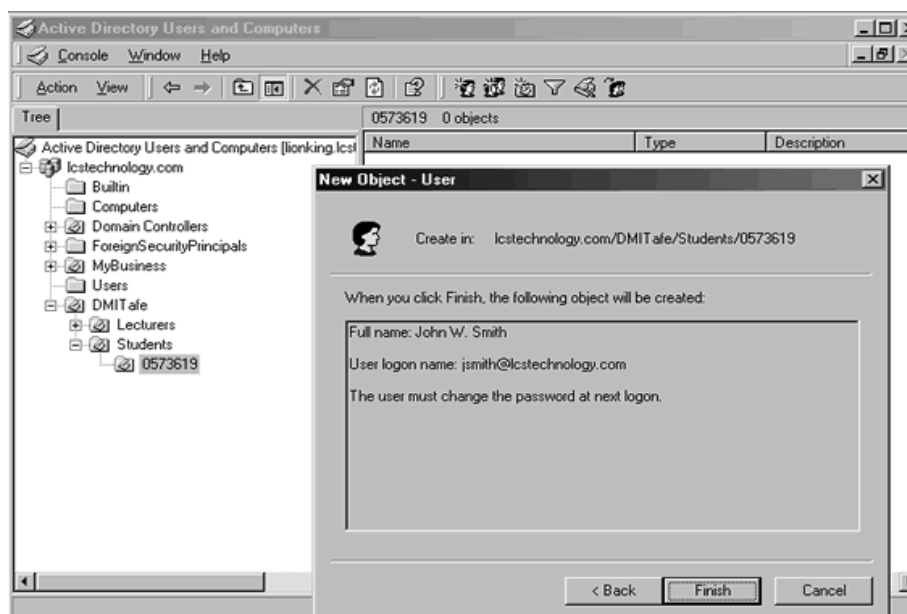 Active Directory Users and Computers
Console Window Help
Action View
Tree
0573619 0 objects
Name Type Description
Active Directory Users and Computers [lionking.lcst
lcstechnology.com
Builtin
Computers
Domain Controllers
ForeignSecurityPrincipals
MyBusiness
Users
DMITafe
Lecturers
Students
0573619
New Object - User
Create in: lcstechnology.com/DMITafe/Students/0573619
When you click Finish, the following object will be created:
Full name: John W. Smith
User logon name: jsmith@lcstechnology.com
The user must change the password at next logon.
< Back Finish Cancel